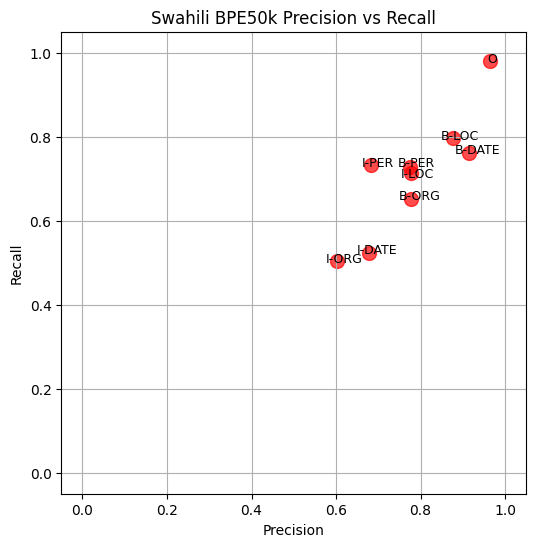 Swahili BPE50k Precision vs Recall
1.0
O
0.8
B-LOC
B-DATE
I-PER
B-PER
I-LOC
B-ORG
0.6
I-DATE
I-ORG
0.4
0.2
0.0
Recall
0.0 0.2 0.4 0.6 0.8 1.0
Precision